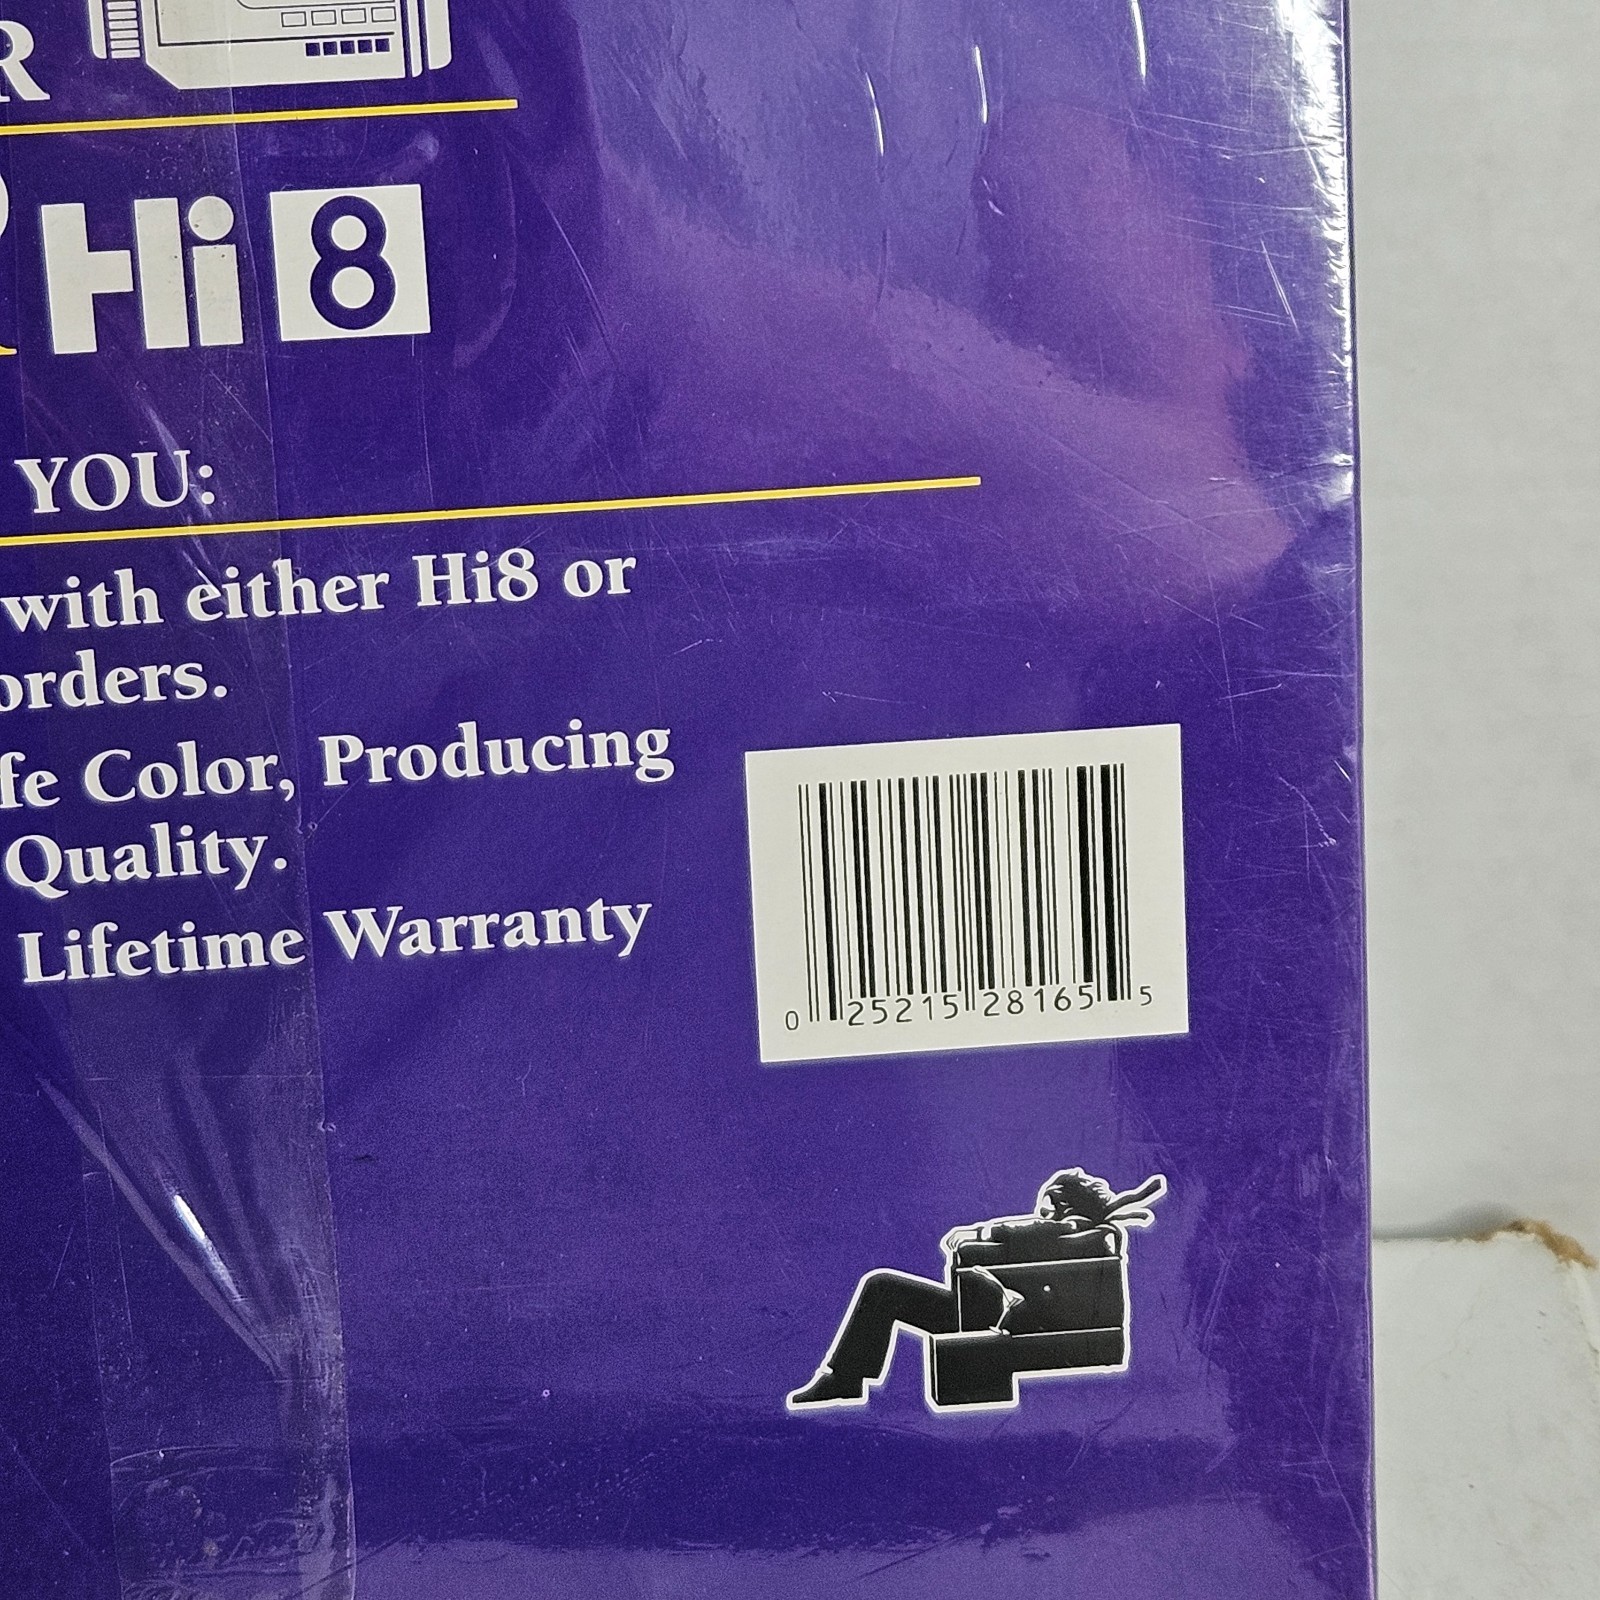 R
Hi 8
YOU:
with either Hi8 or
orders.
fe Color, Producing
Quality.
Lifetime Warranty
0 25215 28165 5